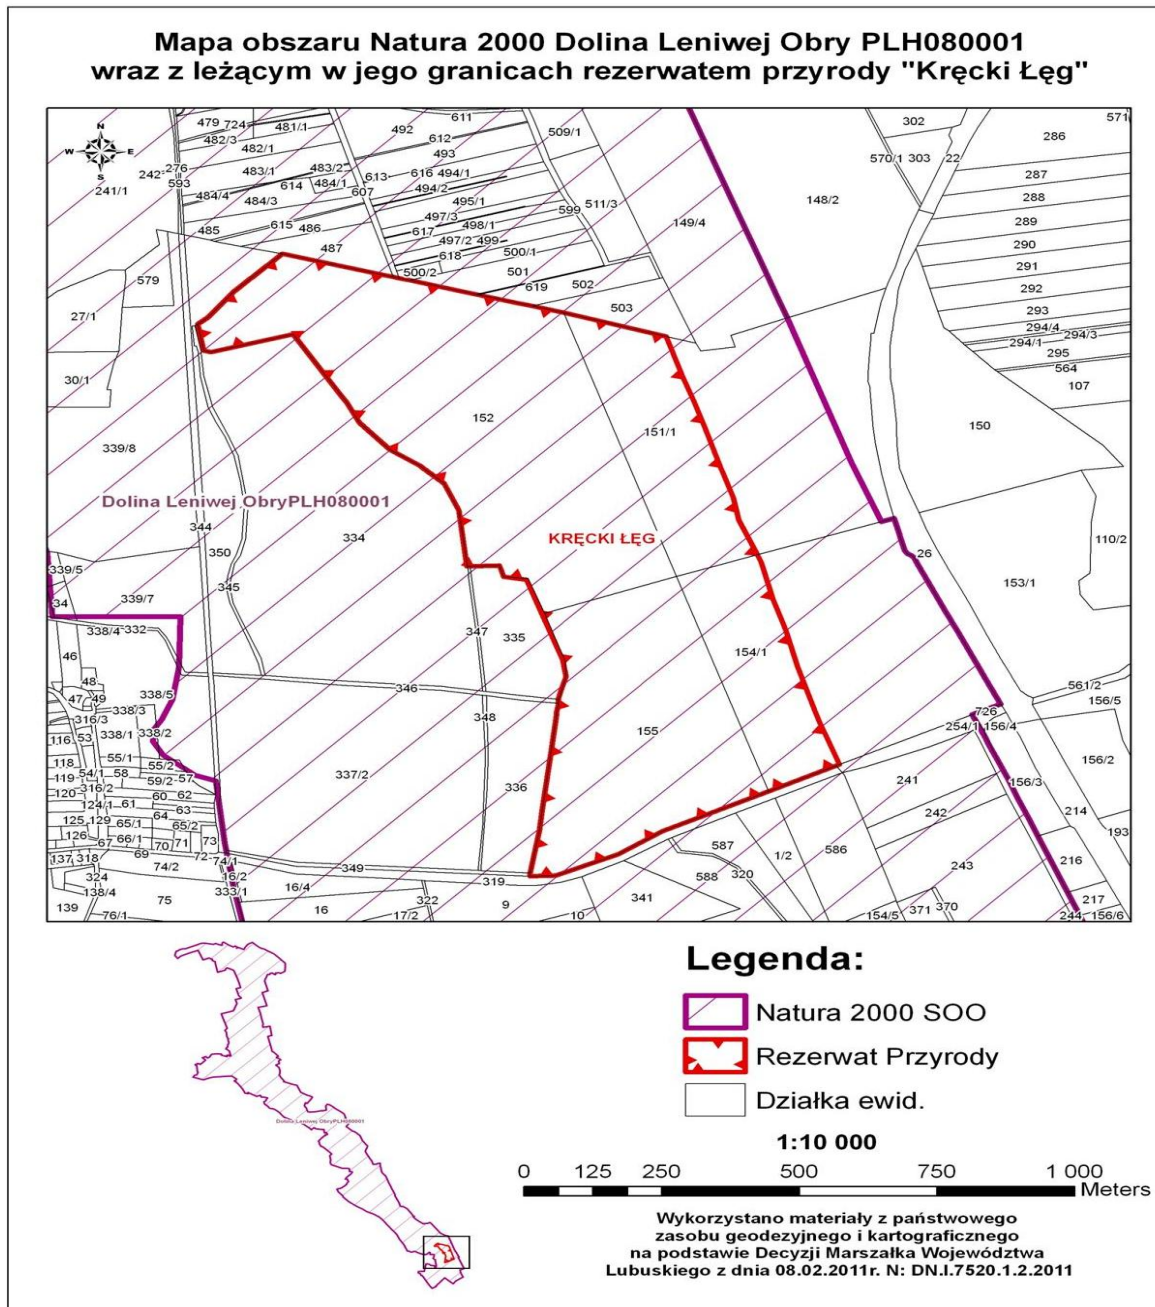 Mapa obszaru Natura 2000 Dolina Leniwej Obry PLH080001
wraz z leżącym w jego granicach rezerwatem przyrody "Kręcki Łęg"
N
W E
S
479 724 481/1 492 611 509/1 302 571/
482/3 482/1 612 493 570/1 303 22 286
242 276 483/1 483/2 613 616 494/1 287
241/1 593 614 484/1 607 494/2 288
484/4 484/3 495/1 599 511/3 149/4 148/2 289
485 615 486 497/3 498/1 617 290
487 497/2 499 618 500/1 291
579 500/2 501 619 502 292
27/1 503 293
294/4 294/3
294/1 295
30/1 564
107
152 151/1 150
339/8
Dolina Leniwej ObryPLH080001
344 334 KRĘCKI ŁĘG 110/2
350 26
339/5 345 153/1
34 339/7
338/4 332 347 335
46 154/1
48 346 561/2
47 49 338/5 156/5
316/3 338/3 348 726
116 53 338/1 338/2 155 254/1 156/4
118 55/1 55/2 156/2
119 54/1 58 59/2 57 337/2 241 156/3
120 316/2 60 62 336
124/1 61 63 242 214
125 129 65/1 64 65/2 193
126 67 66/1 70 71 73 587 586
137 318 69 72 74/1 1/2 216
74/2 349 243
324 16/2 319 588 320
138/4 333/1 16/4 322 341 217
139 75 76/1 16 17/2 9 10 154/5 371 370 244 156/6
Dolina Leniwej ObryPLH080001
Legenda:
Natura 2000 SOO
Rezerwat Przyrody
Działka ewid.
1:10 000
0 125 250 500 750 1 000
Meters
Wykorzystano materiały z państwowego
zasobu geodezyjnego i kartograficznego
na podstawie Decyzji Marszałka Województwa
Lubuskiego z dnia 08.02.2011r. N: DN.I.7520.1.2.2011